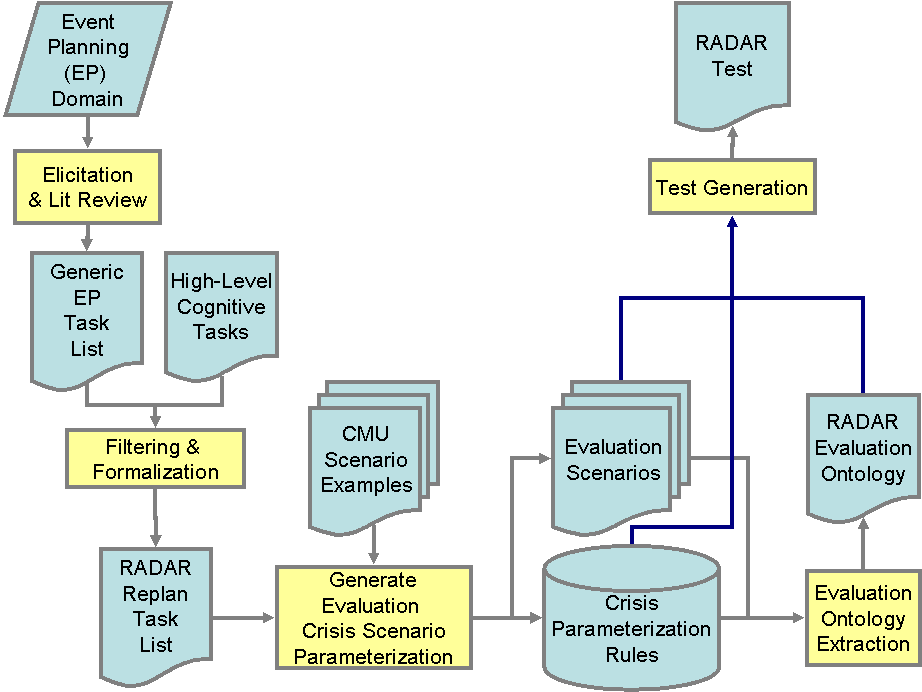 Event
Planning
(EP)
Domain
Elicitation
& Lit Review
Generic
EP
Task
List
High-Level
Cognitive
Tasks
Filtering &
Formalization
RADAR
Replan
Task
List
CMU
Scenario
Examples
Generate
Evaluation
Crisis Scenario
Parameterization
Evaluation
Scenarios
Crisis
Parameterization
Rules
Evaluation
Ontology
Extraction
RADAR
Evaluation
Ontology
Test Generation
RADAR
Test